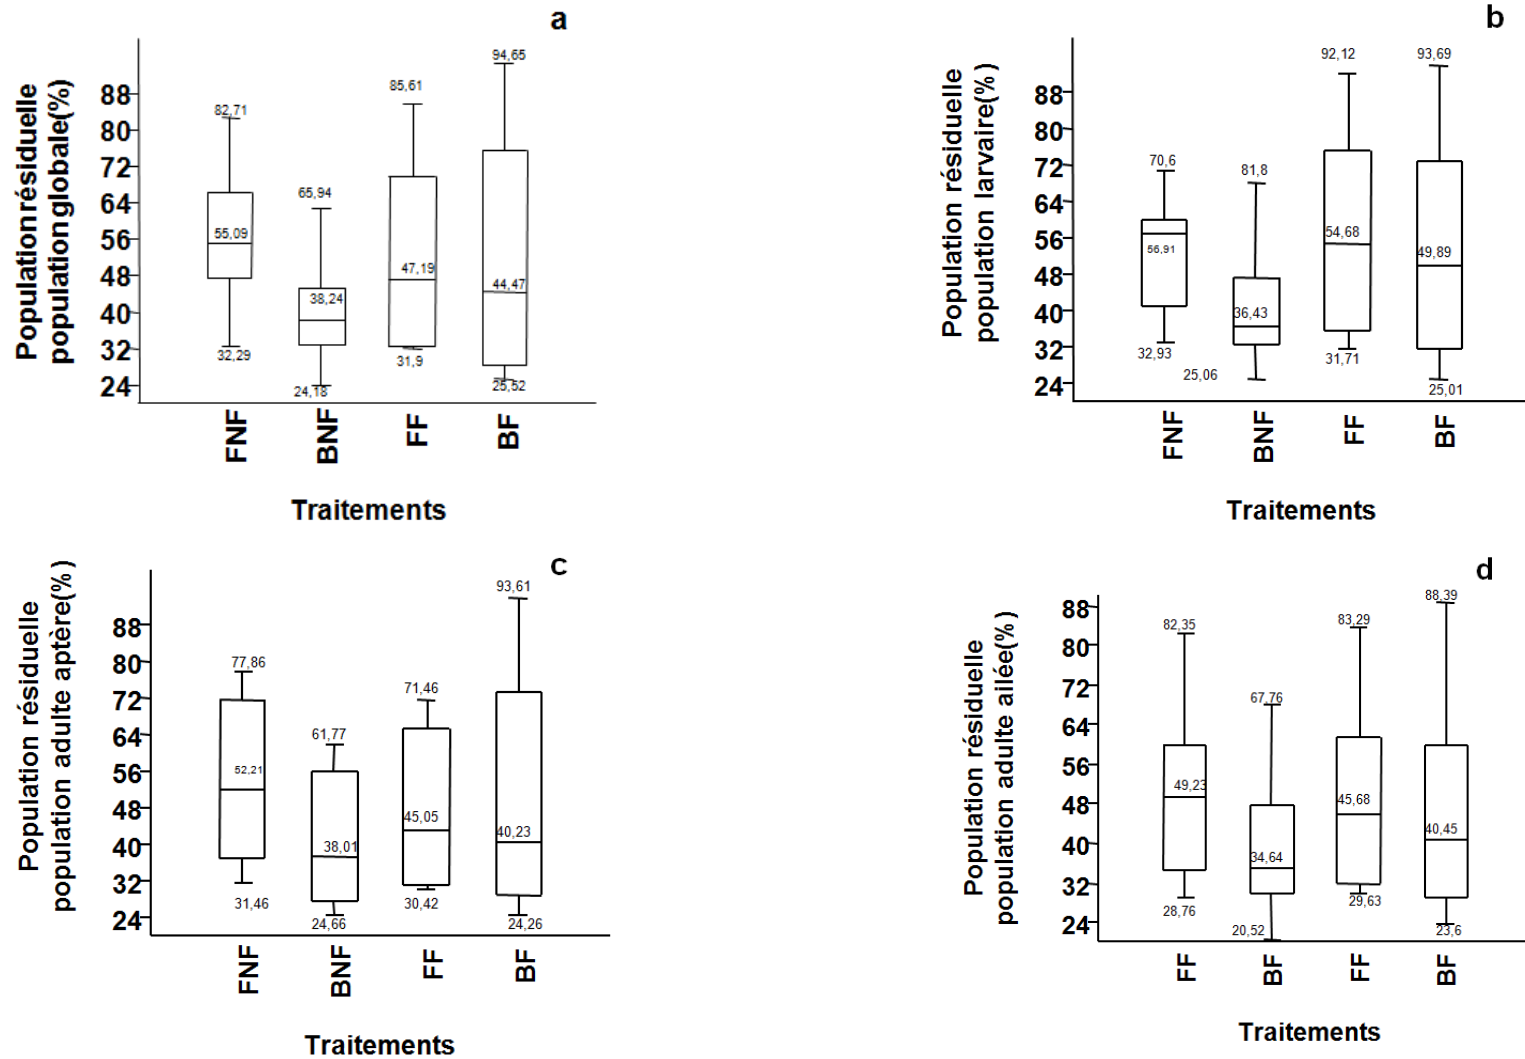 a
Population résiduelle
population globale(%)
88
80
72
64
56
48
40
32
24
82,71
55,09
32,29
65,94
38,24
24,18
85,61
47,19
31,9
94,65
44,47
25,52
FNF
BNF
FF
BF
Traitements
b
Population résiduelle
population larvaire(%)
88
80
72
64
56
48
40
32
24
70,6
56,91
32,93
81,8
36,43
25,06
92,12
54,68
31,71
93,69
49,89
25,01
FNF
BNF
FF
BF
Traitements
c
Population résiduelle
population adulte aptère(%)
88
80
72
64
56
48
40
32
24
77,86
52,21
31,46
61,77
38,01
24,66
71,46
45,05
30,42
93,61
40,23
24,26
FNF
BNF
FF
BF
Traitements
d
Population résiduelle
population adulte ailée(%)
88
80
72
64
56
48
40
32
24
82,35
49,23
28,76
67,76
34,64
20,52
83,29
45,68
29,63
88,39
40,45
23,6
FF
BF
FF
BF
Traitements